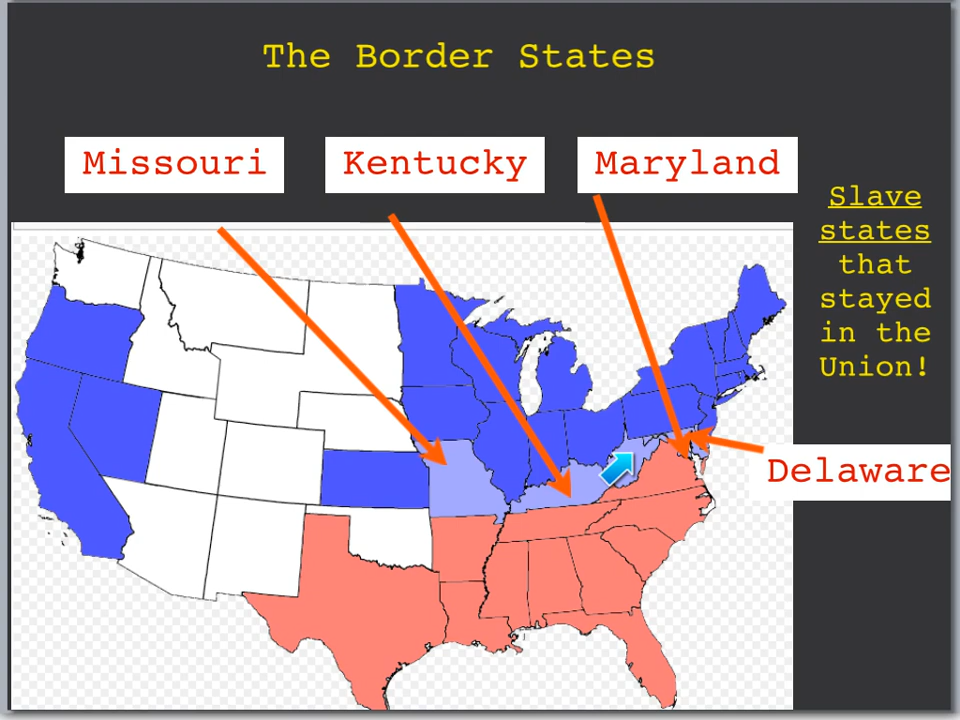 The Border States
Missouri
Kentucky
Maryland
Slave
states
that
stayed
in the
Union!
Delaware